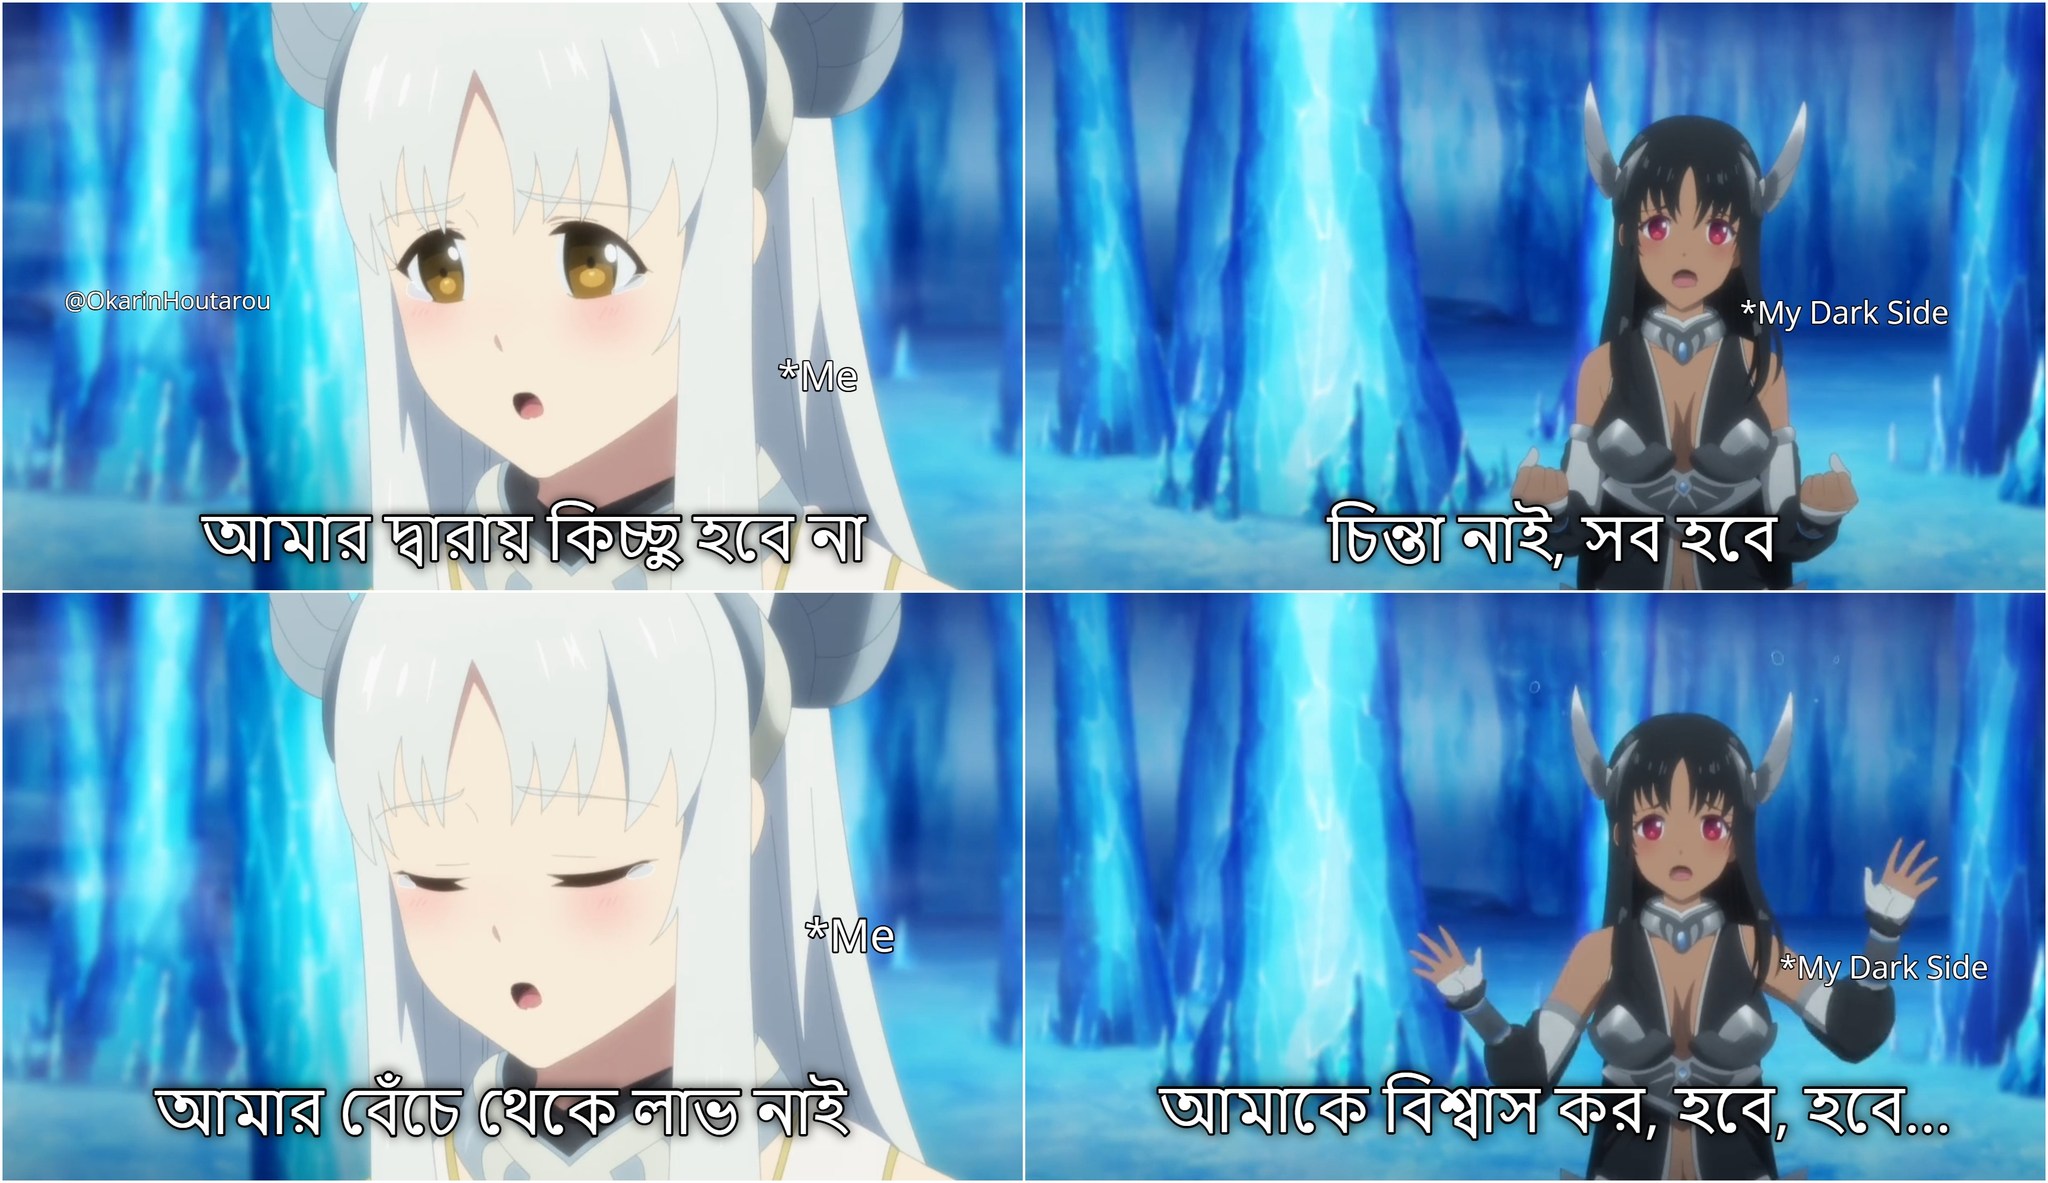 @OkarinHoutarou
*Me
আমার দ্বারায় কিচ্ছু হবে না
*My Dark Side
চিন্তা নাই, সব হবে
*Me
আমার বেঁচে থেকে লাভ নাই
*My Dark Side
আমাকে বিশ্বাস কর, হবে, হবে...